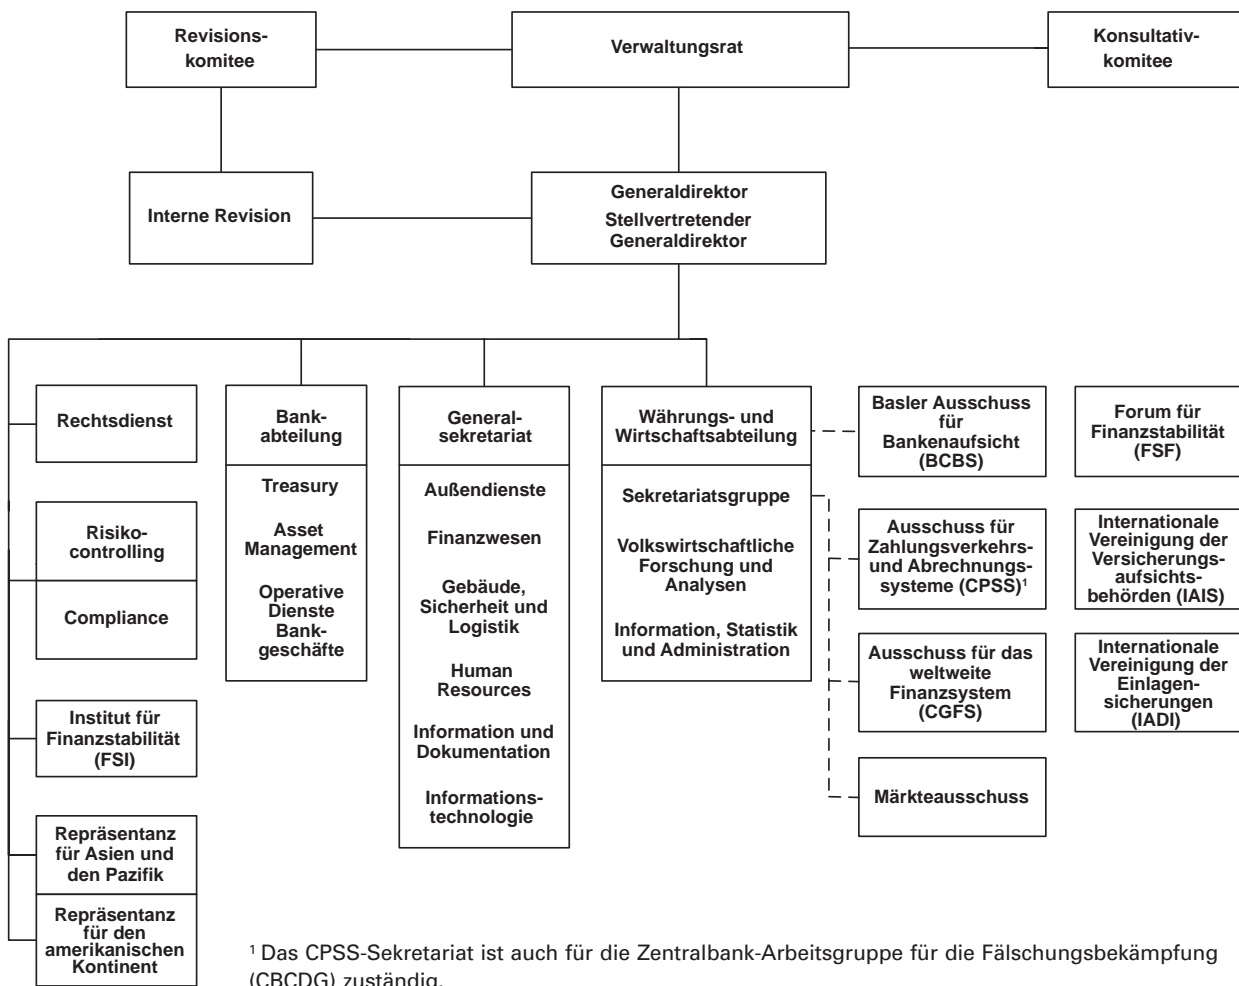 Revisions-
komitee
Verwaltungsrat
Konsultativ-
komitee
Interne Revision
Generaldirektor
Stellvertretender
Generaldirektor
Rechtsdienst
Risiko-
controlling
Compliance
Institut für
Finanzstabilität
(FSI)
Repräsentanz
für Asien und
den Pazifik
Repräsentanz
für den
amerikanischen
Kontinent
Bank-
abteilung
Treasury
Asset
Management
Operative
Dienste
Bank-
geschäfte
General-
sekretariat
Außendienste
Finanzwesen
Gebäude,
Sicherheit und
Logistik
Human
Resources
Information und
Dokumentation
Informations-
technologie
Währungs- und
Wirtschaftsabteilung
Sekretariatsgruppe
Volkswirtschaftliche
Forschung und
Analysen
Information, Statistik
und Administration
Basler Ausschuss
für
Bankenaufsicht
(BCBS)
Ausschuss für
Zahlungsverkehrs-
und Abrechnungs-
systeme (CPSS)¹
Ausschuss für das
weltweite
Finanzsystem
(CGFS)
Märkteausschuss
Forum für
Finanzstabilität
(FSF)
Internationale
Vereinigung der
Versicherungs-
aufsichts-
behörden (IAIS)
Internationale
Vereinigung der
Einlagen-
sicherungen
(IADI)
¹ Das CPSS-Sekretariat ist auch für die Zentralbank-Arbeitsgruppe für die Fälschungsbekämpfung
(CBCDG) zuständig.